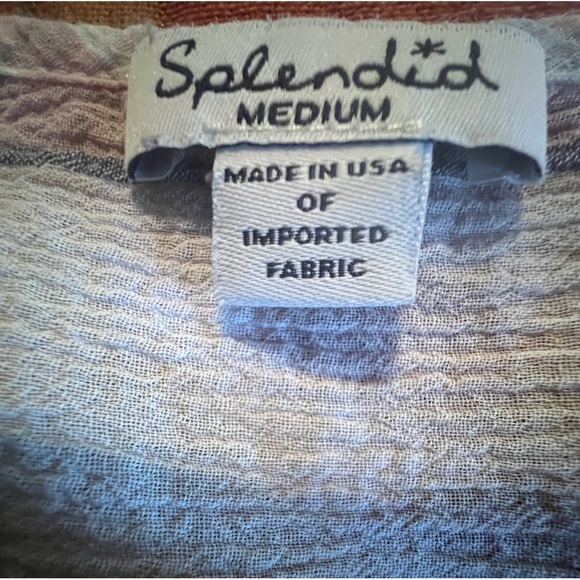 Splendid*
MEDIUM
MADE IN USA
OF
IMPORTED
FABRIC